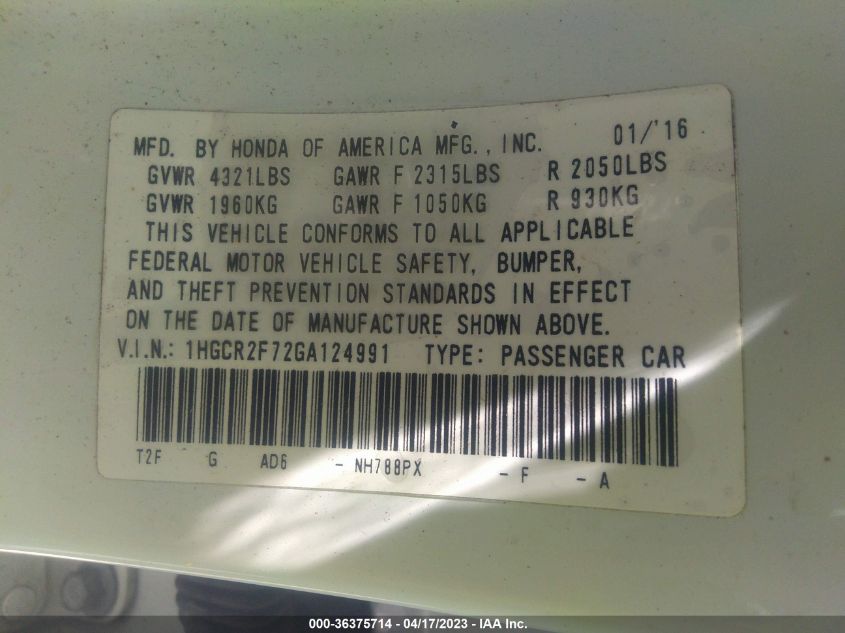 MFD. BY HONDA OF AMERICA MFG., INC. 01/'16
GVWR 4321LBS GAWR F 2315LBS R 2050LBS
GVWR 1960KG GAWR F 1050KG R 930KG
THIS VEHICLE CONFORMS TO ALL APPLICABLE
FEDERAL MOTOR VEHICLE SAFETY, BUMPER,
AND THEFT PREVENTION STANDARDS IN EFFECT
ON THE DATE OF MANUFACTURE SHOWN ABOVE.
V.I.N.: 1HGCR2F72GA124991 TYPE: PASSENGER CAR
T2F G AD6 - NH788PX - F - A
000-36375714 - 04/17/2023 - IAA Inc.